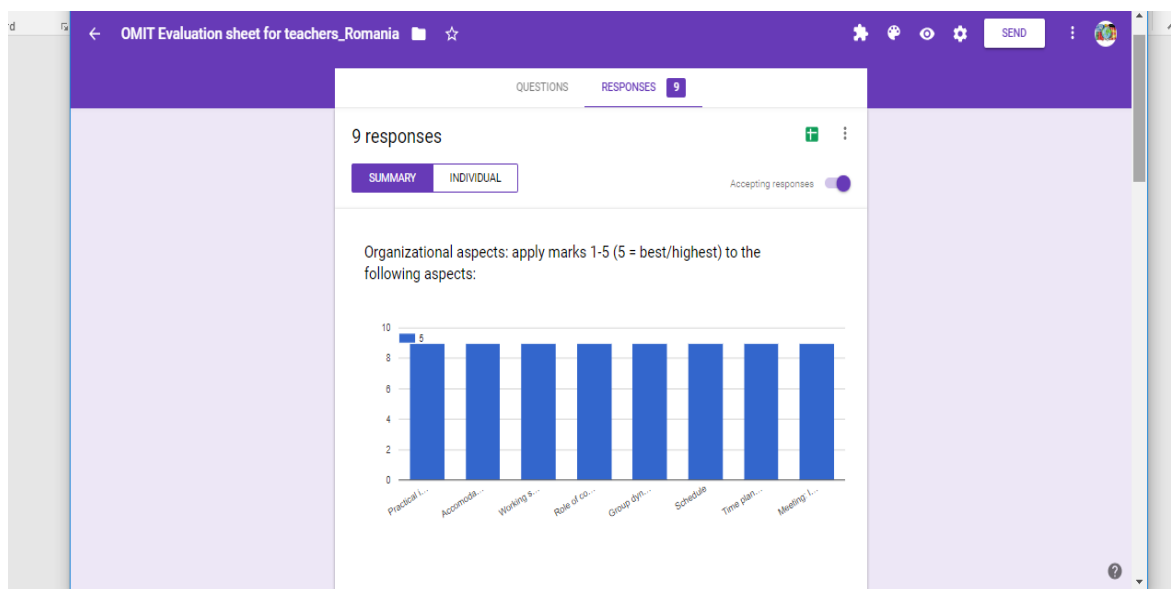 rd
OMIT Evaluation sheet for teachers_Romania
SEND
QUESTIONS RESPONSES 9
9 responses
SUMMARY INDIVIDUAL
Accepting responses
Organizational aspects: apply marks 1-5 (5 = best/highest) to the
following aspects:
10
5
8
6
4
2
0
Practical i... Accomoda... Working s... Role of co... Group dyn... Schedule Time plan... Meeting: I...